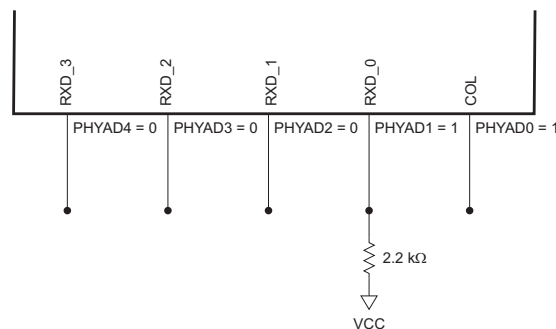 RXD_3
RXD_2
RXD_1
RXD_0
COL
PHYAD4 = 0
PHYAD3 = 0
PHYAD2 = 0
PHYAD1 = 1
PHYAD0 = 1
2.2 kΩ
VCC